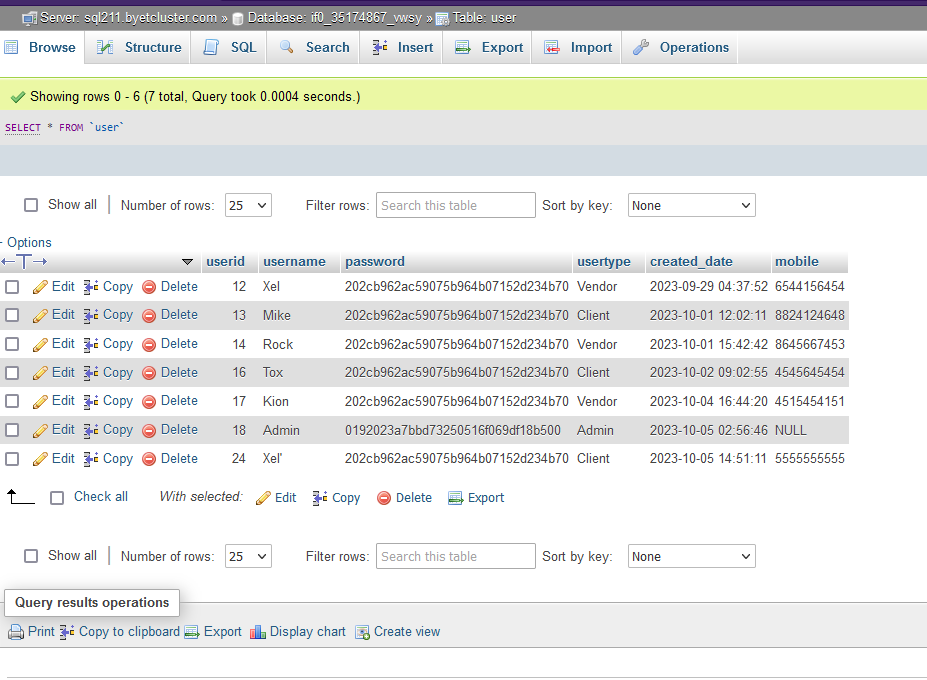 Server: sql211.byetcluster.com » Database: if0_35174867_vwsy » Table: user
Browse Structure SQL Search Insert Export Import Operations
Showing rows 0 - 6 (7 total, Query took 0.0004 seconds.)
SELECT * FROM `user`
Show all Number of rows: 25 Filter rows: Search this table Sort by key: None
+ Options
←T→ userid username password usertype created_date mobile
Edit Copy Delete 12 Xel 202cb962ac59075b964b07152d234b70 Vendor 2023-09-29 04:37:52 6544156454
Edit Copy Delete 13 Mike 202cb962ac59075b964b07152d234b70 Client 2023-10-01 12:02:11 8824124648
Edit Copy Delete 14 Rock 202cb962ac59075b964b07152d234b70 Vendor 2023-10-01 15:42:42 8645667453
Edit Copy Delete 16 Tox 202cb962ac59075b964b07152d234b70 Client 2023-10-02 09:02:55 4545645454
Edit Copy Delete 17 Kion 202cb962ac59075b964b07152d234b70 Vendor 2023-10-04 16:44:20 4515454151
Edit Copy Delete 18 Admin 0192023a7bbd73250516f069df18b500 Admin 2023-10-05 02:56:46 NULL
Edit Copy Delete 24 Xel' 202cb962ac59075b964b07152d234b70 Client 2023-10-05 14:51:11 5555555555
Check all With selected: Edit Copy Delete Export
Show all Number of rows: 25 Filter rows: Search this table Sort by key: None
Query results operations
Print Copy to clipboard Export Display chart Create view